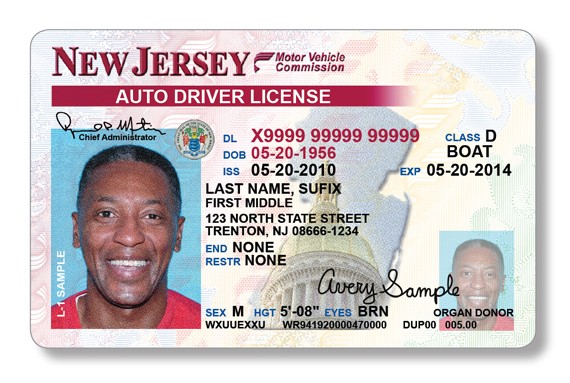 NEW JERSEY Motor Vehicle Commission
AUTO DRIVER LICENSE
Chief Administrator
DL X9999 99999 99999 CLASS D
DOB 05-20-1956 BOAT
ISS 05-20-2010 EXP 05-20-2014
LAST NAME, SUFIX
FIRST MIDDLE
123 NORTH STATE STREET
TRENTON, NJ 08666-1234
END NONE
RESTR NONE
L-1 SAMPLE
Avery Sample
SEX M HGT 5'-08" EYES BRN ORGAN DONOR
WXUUEXXU WR941920000470000 DUP00 005.00